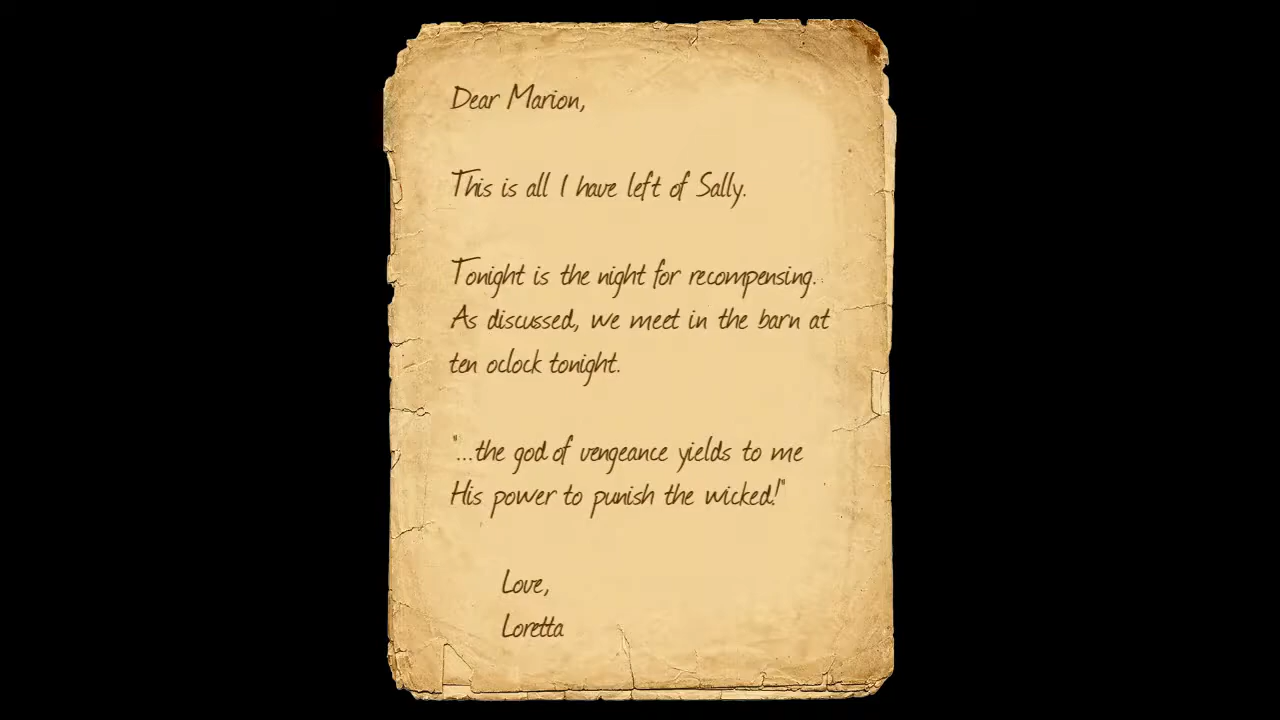 Dear Marion,
This is all I have left of Sally.
Tonight is the night for recompensing.
As discussed, we meet in the barn at
ten oclock tonight.
"...the god of vengeance yields to me
His power to punish the wicked!"
Love,
Loretta